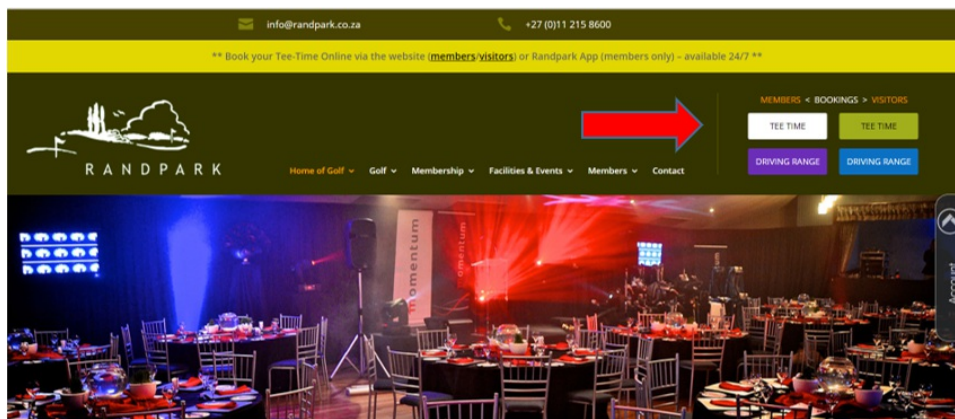 info@randpark.co.za
+27 (0)11 215 8600
** Book your Tee-Time Online via the website (members/visitors) or Randpark App (members only) – available 24/7 **
MEMBERS < BOOKINGS > VISITORS
TEE TIME TEE TIME
DRIVING RANGE DRIVING RANGE
RANDPARK
Home of Golf Golf Membership Facilities & Events Members Contact
momentum
momentum
Account